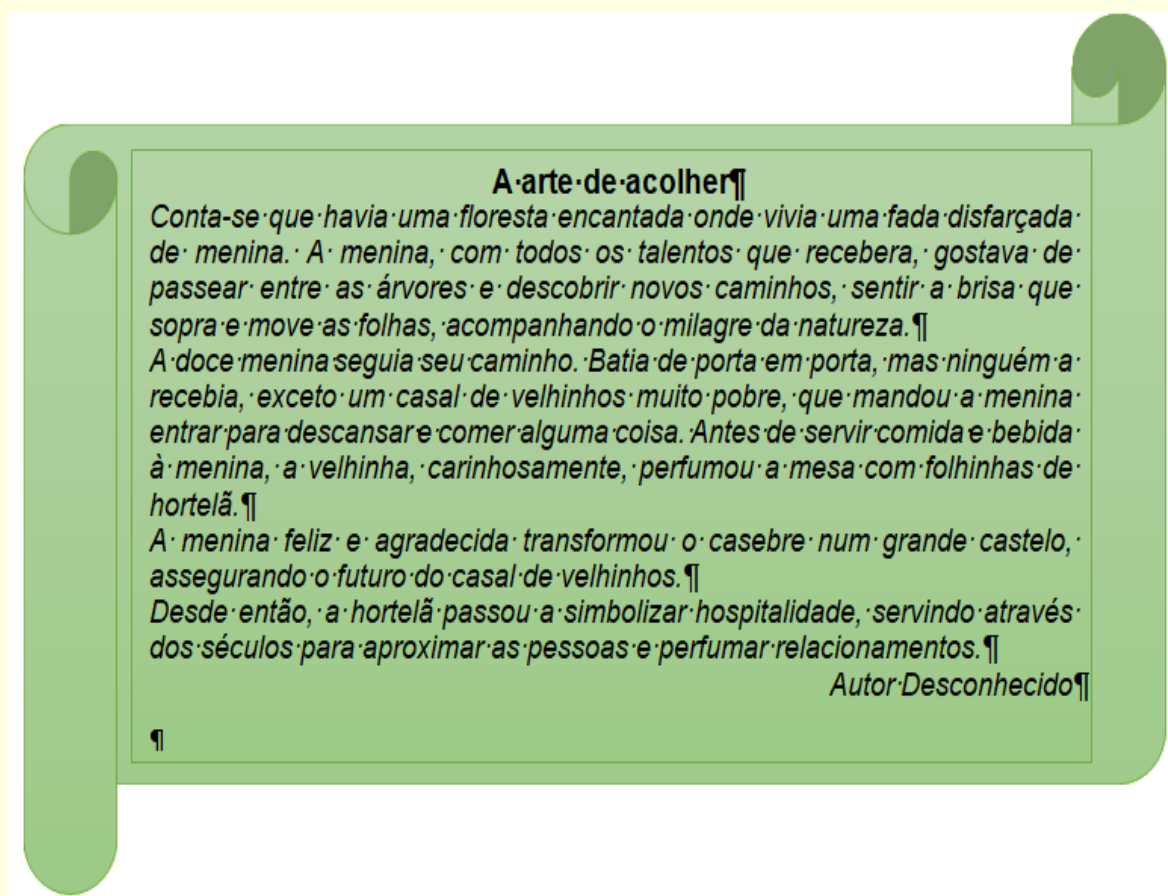 A·arte·de·acolher¶
Conta-se·que·havia·uma·floresta·encantada·onde·vivia·uma·fada·disfarçada·
de· menina.· A· menina,· com· todos· os· talentos· que· recebera,· gostava· de·
passear· entre· as· árvores· e· descobrir· novos· caminhos,· sentir· a· brisa· que·
sopra·e·move·as·folhas,·acompanhando·o·milagre·da·natureza.¶
A·doce·menina·seguia·seu·caminho.·Batia·de·porta·em·porta,·mas·ninguém·a·
recebia,·exceto·um·casal·de·velhinhos·muito·pobre,·que·mandou·a·menina·
entrar·para·descansar·e·comer·alguma·coisa.·Antes·de·servir·comida·e·bebida·
à·menina,·a·velhinha,·carinhosamente,·perfumou·a·mesa·com·folhinhas·de·
hortelã.¶
A· menina· feliz· e· agradecida· transformou· o· casebre· num· grande· castelo,·
assegurando·o·futuro·do·casal·de·velhinhos.¶
Desde·então,·a·hortelã·passou·a·simbolizar·hospitalidade,·servindo·através·
dos·séculos·para·aproximar·as·pessoas·e·perfumar·relacionamentos.¶
Autor·Desconhecido¶
¶